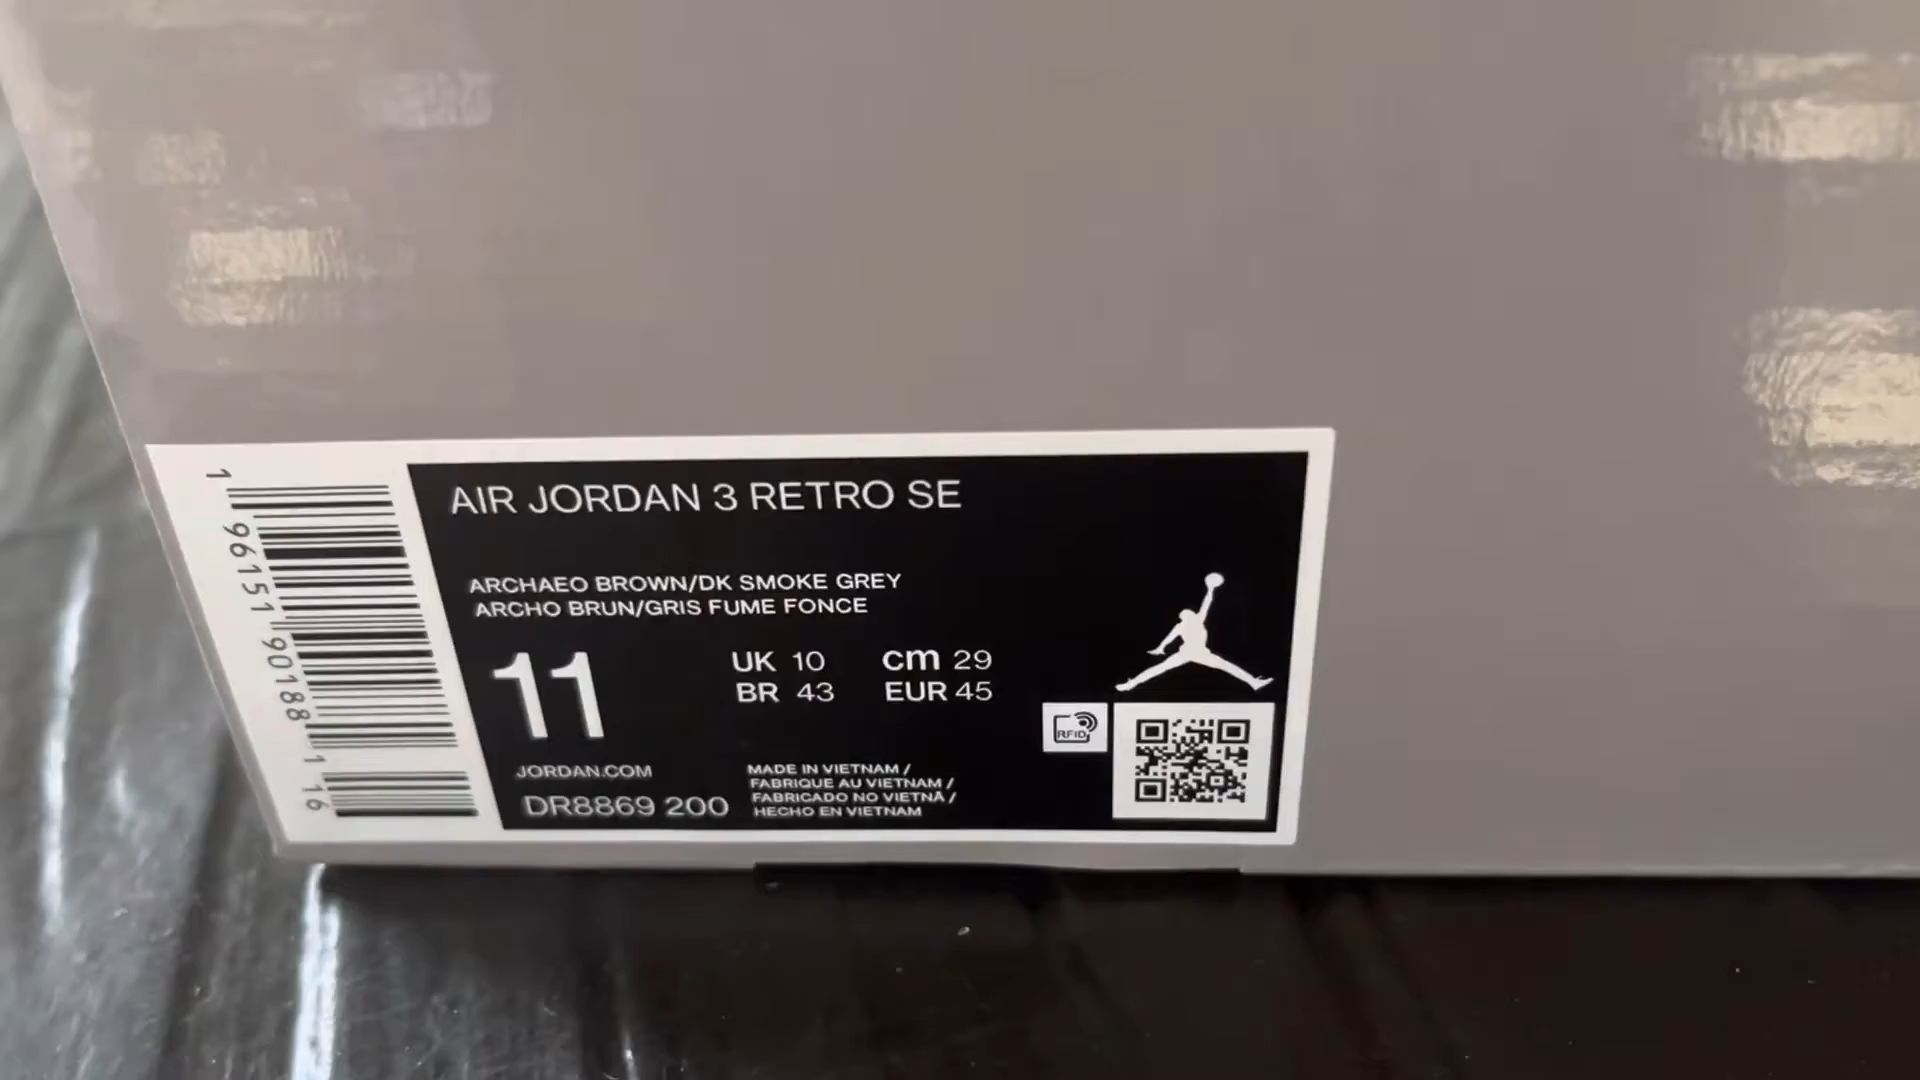 1 96151 90188 1 16
AIR JORDAN 3 RETRO SE
ARCHAEO BROWN/DK SMOKE GREY
ARCHO BRUN/GRIS FUME FONCE
11
UK 10 cm 29
BR 43 EUR 45
RFID
JORDAN.COM
DR8869 200
MADE IN VIETNAM /
FABRIQUE AU VIETNAM /
FABRICADO NO VIETNÃ /
HECHO EN VIETNAM